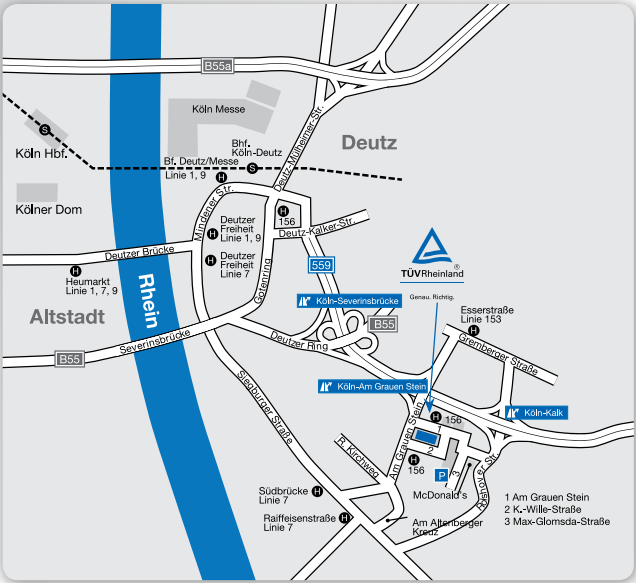 B55a
Köln Messe
Köln Hbf.
S
Bhf.
Köln-Deutz
S
Deutz-Mülheimer-Str.
Deutz
Bf. Deutz/Messe
Linie 1, 9
H
Kölner Dom
Mindener Str.
H
156
Deutzer
Freiheit
Linie 1, 9
H
Deutz-Kalker-Str.
Deutzer
Freiheit
Linie 7
H
Deutzer Brücke
Gotenring
559
TÜVRheinland
®
Genau. Richtig.
H
Heumarkt
Linie 1, 7, 9
Rhein
Altstadt
Köln-Severinsbrücke
B55
Esserstraße
Linie 153
H
Severinsbrücke
B55
Deutzer Ring
Gremberger Straße
Siegburger Straße
Köln-Am Grauen Stein
Köln-Kalk
H
156
Am Grauen Stein
1
2
3
R. Kirchweg
H
156
P
McDonald's
Südbrücke
Linie 7
H
Raiffeisenstraße
Linie 7
H
Am Altenberger
Kreuz
1 Am Grauen Stein
2 K.-Wille-Straße
3 Max-Glomsda-Straße